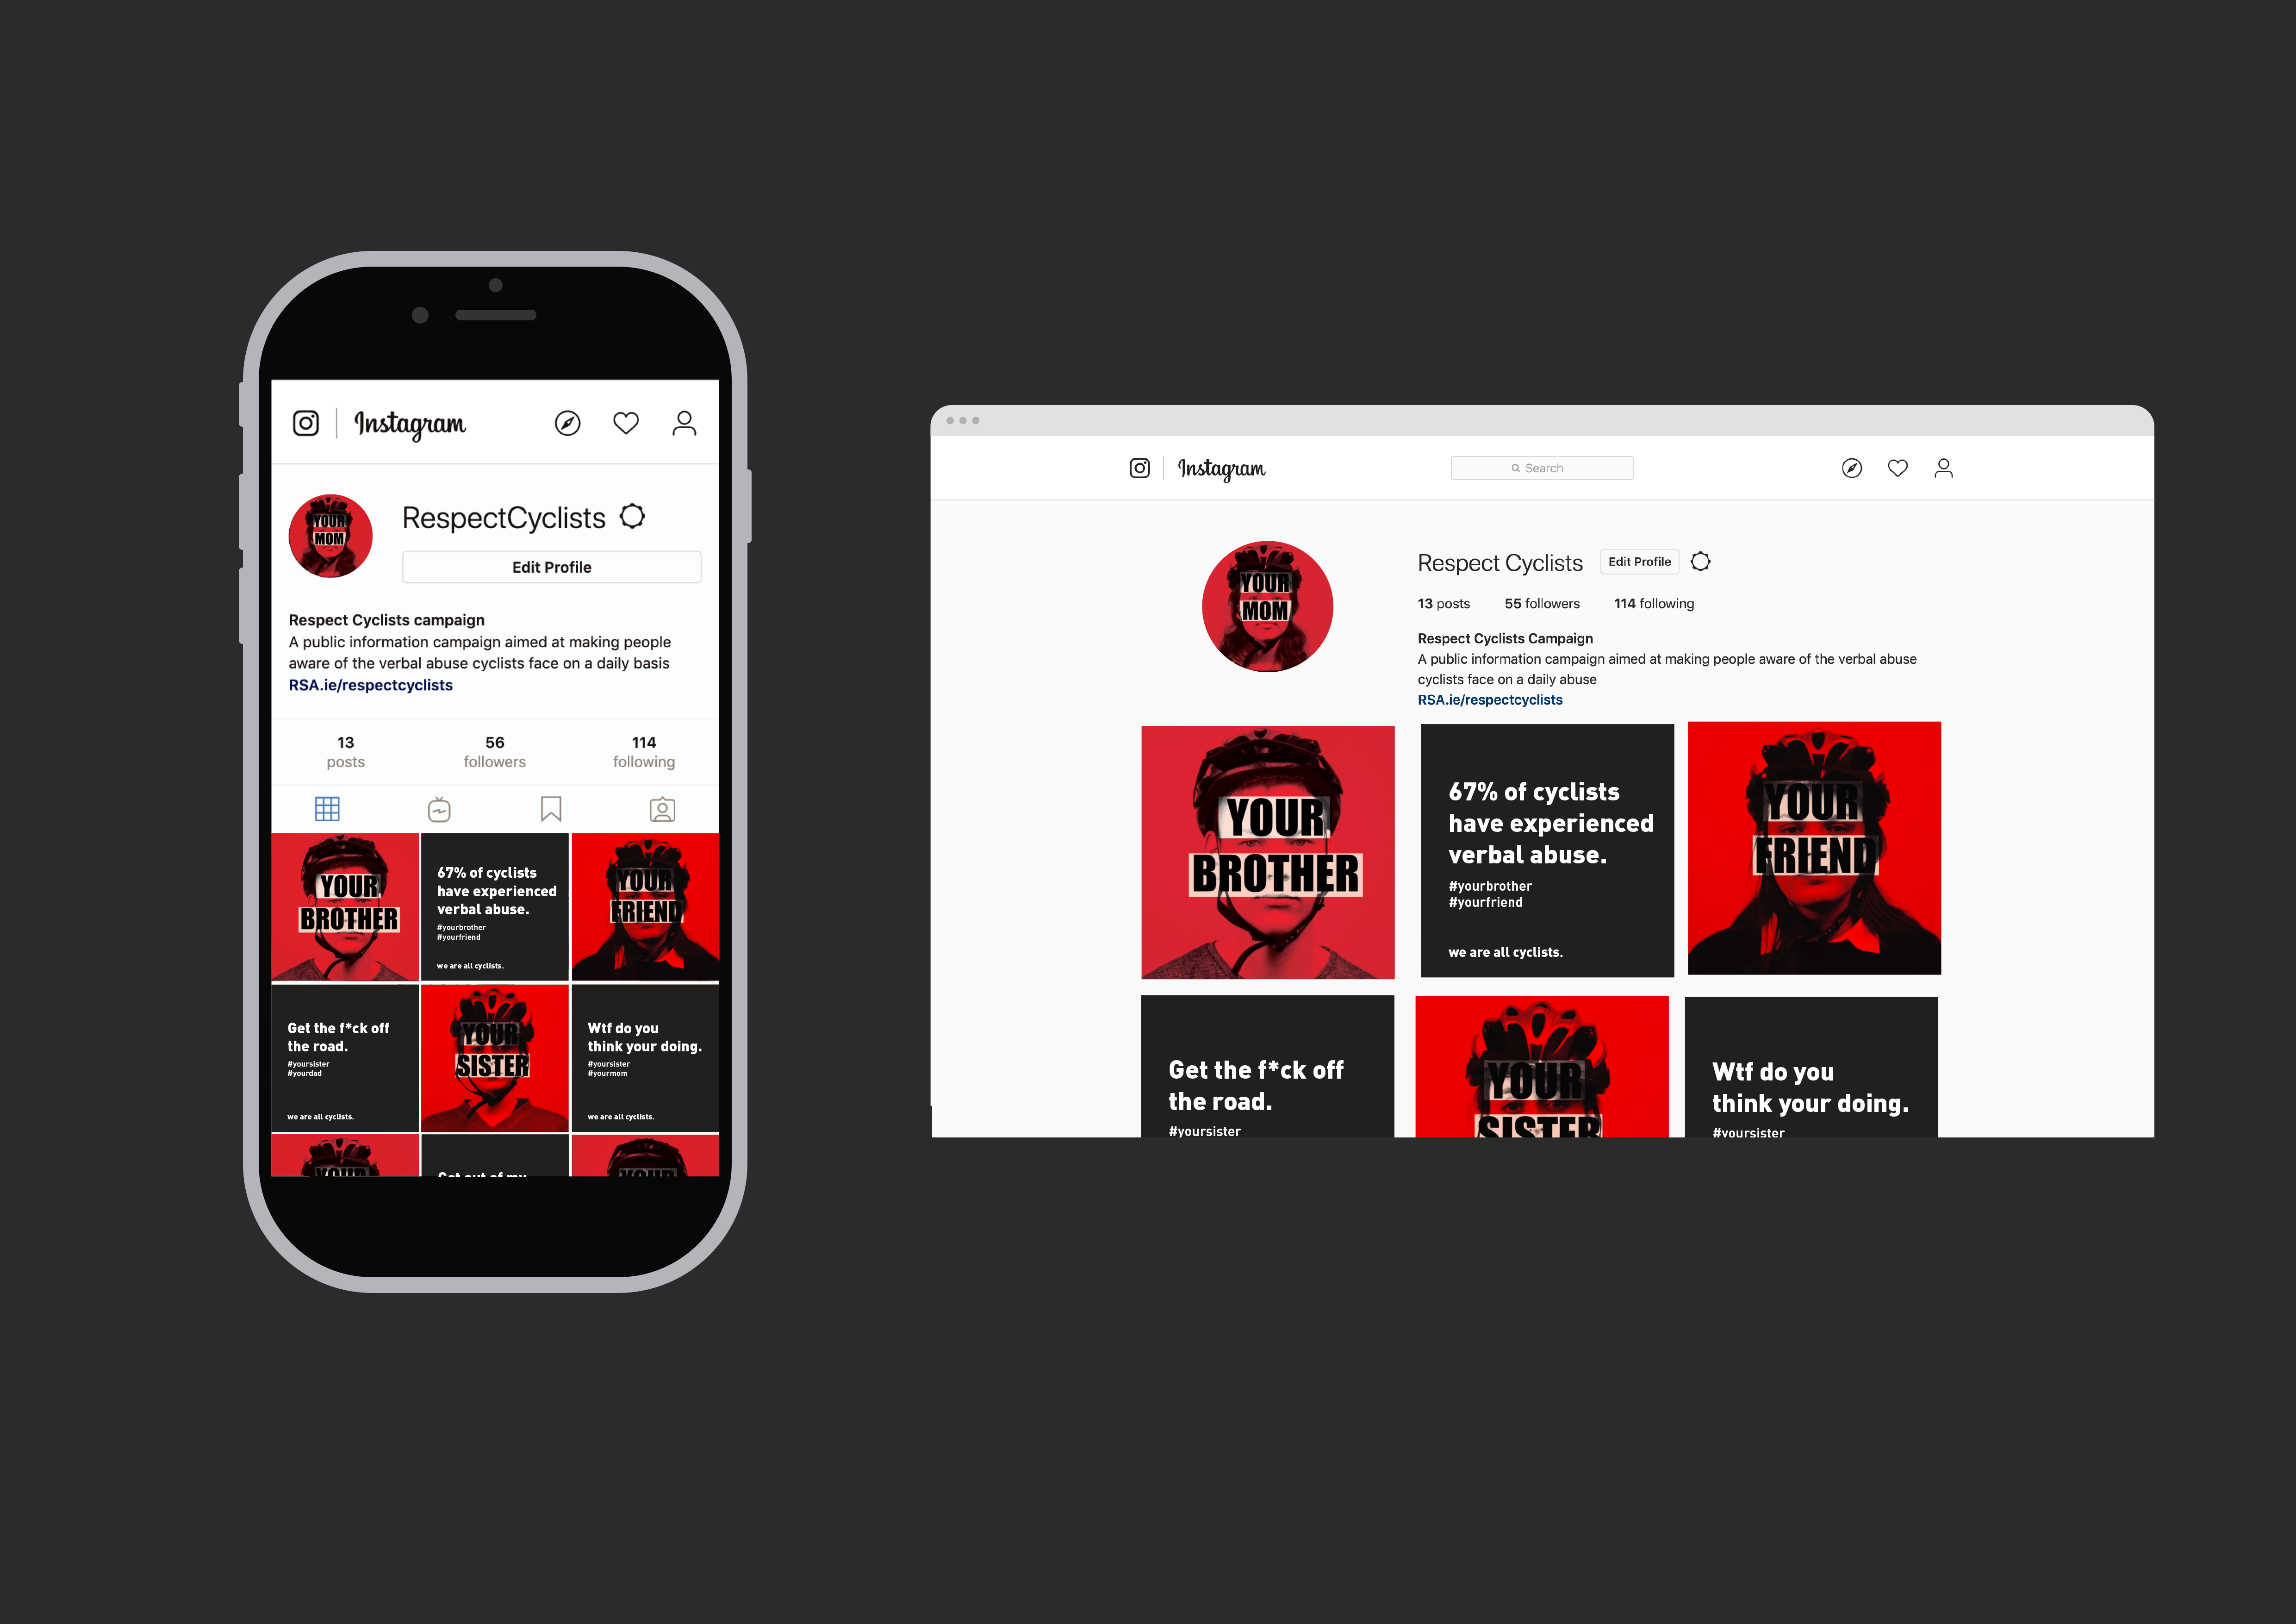 Instagram
RespectCyclists
Edit Profile
YOUR
MOM
Respect Cyclists campaign
A public information campaign aimed at making people
aware of the verbal abuse cyclists face on a daily basis
RSA.ie/respectcyclists
13
posts
56
followers
114
following
YOUR
BROTHER
67% of cyclists
have experienced
verbal abuse.
#yourbrother
#yourfriend
we are all cyclists.
YOUR
FRIEND
Get the f*ck off
the road.
#yoursister
#yourdad
we are all cyclists.
YOUR
SISTER
Wtf do you
think your doing.
#yoursister
#yourmom
we are all cyclists.
YOUR
Get out of my
YOUR
Instagram
Search
YOUR
MOM
Respect Cyclists
Edit Profile
13 posts 55 followers 114 following
Respect Cyclists Campaign
A public information campaign aimed at making people aware of the verbal abuse
cyclists face on a daily abuse
RSA.ie/respectcyclists
YOUR
BROTHER
67% of cyclists
have experienced
verbal abuse.
#yourbrother
#yourfriend
we are all cyclists.
YOUR
FRIEND
Get the f*ck off
the road.
#yoursister
YOUR
SISTER
Wtf do you
think your doing.
#yoursister